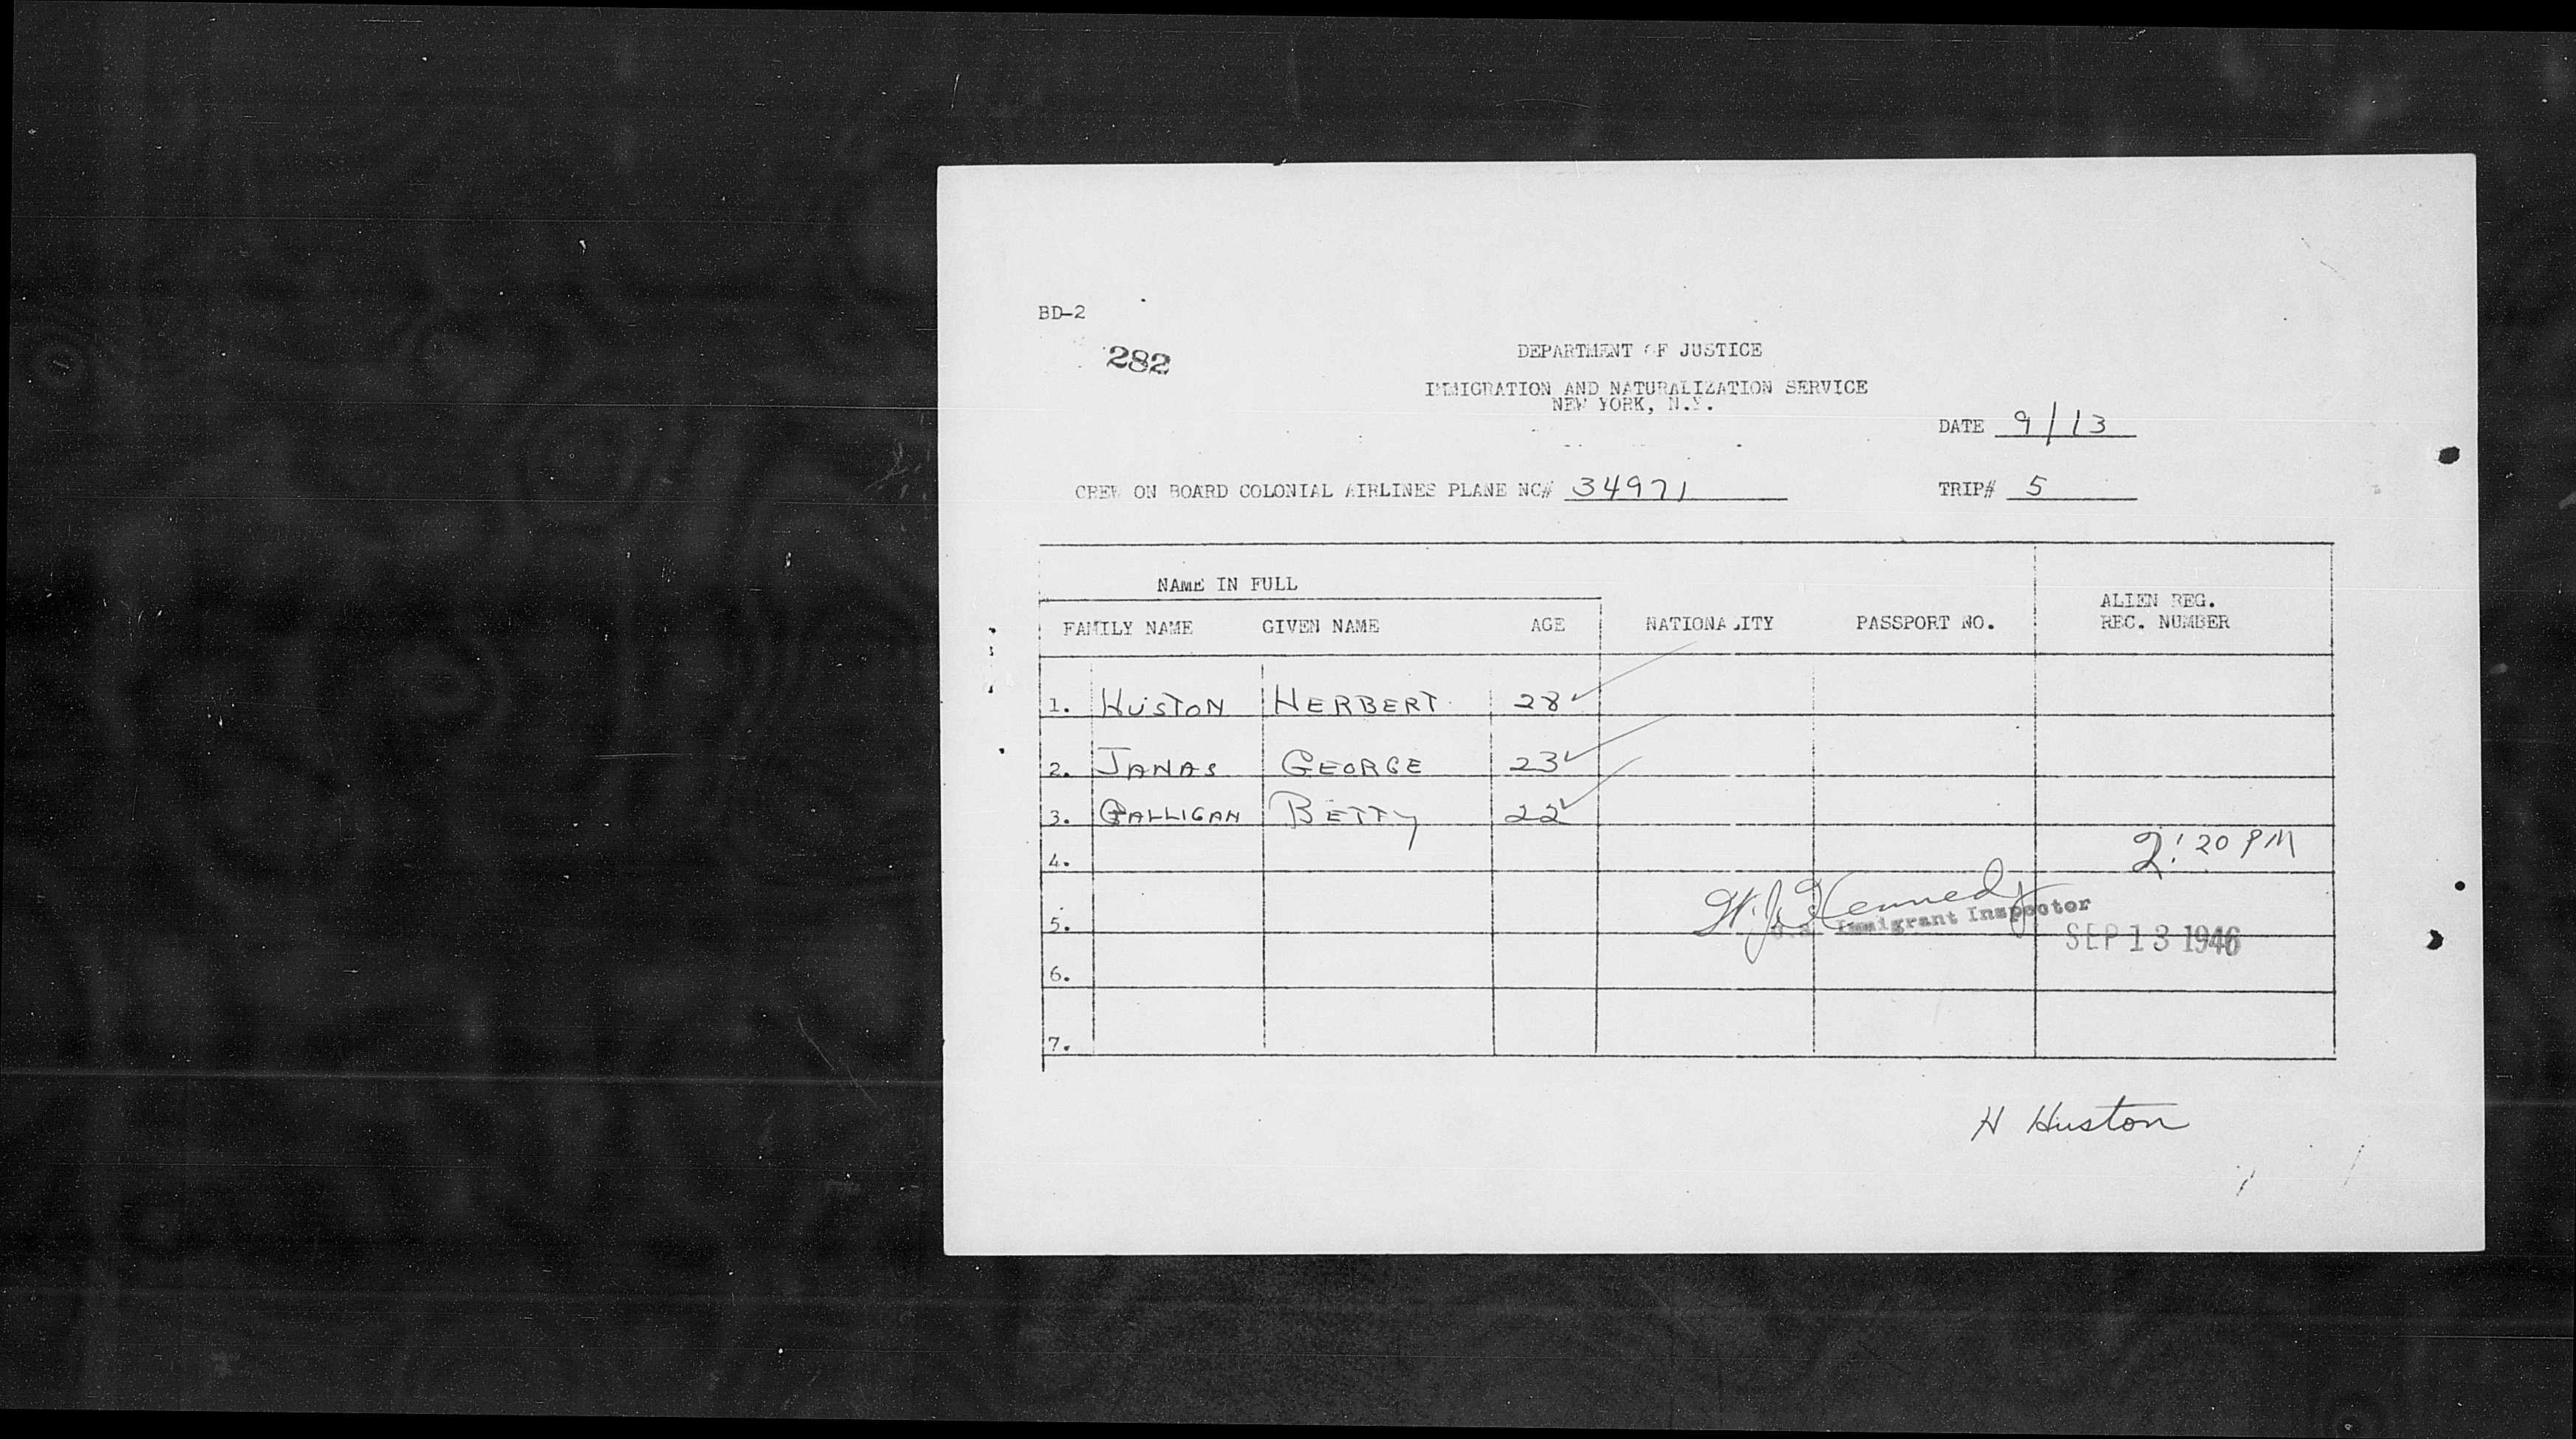 BD-2
282
DEPARTMENT OF JUSTICE
IMMIGRATION AND NATURALIZATION SERVICE
NEW YORK, N.Y.
DATE 9/13
CREW ON BOARD COLONIAL AIRLINES PLANE NC# 34971 TRIP# 5
NAME IN FULL
FAMILY NAME GIVEN NAME AGE NATIONALITY PASSPORT NO. ALIEN REG. REC. NUMBER
1. HUSTON HERBERT 28 ✓
2. JANAS GEORGE 23 ✓
3. GALLIGAN BETTY 22 ✓
4. 2:20 PM
W. J. Kennedy
5. U.S. Immigrant Inspector
SEP 13 1946
6.
7.
H Huston